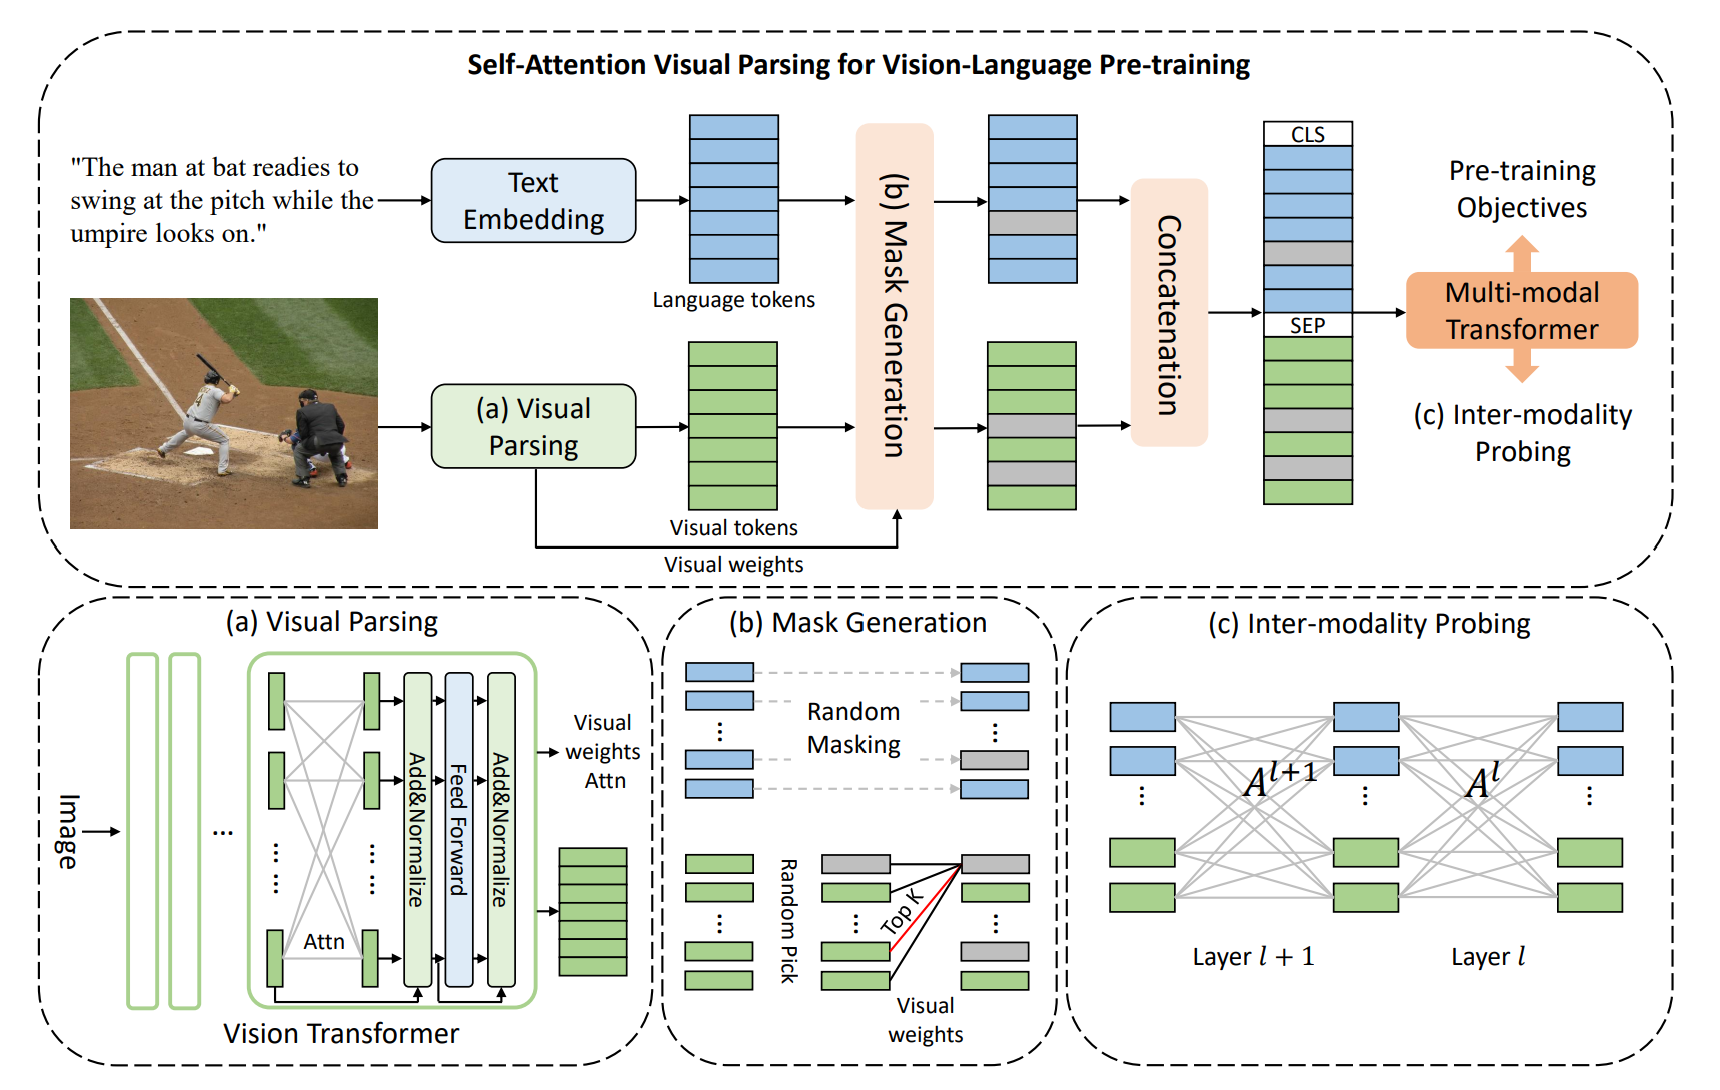 Self-Attention Visual Parsing for Vision-Language Pre-training
"The man at bat readies to
swing at the pitch while the
umpire looks on."
Text
Embedding
Language tokens
(a) Visual
Parsing
Visual tokens
Visual weights
(b) Mask Generation
Concatenation
CLS
SEP
Pre-training
Objectives
Multi-modal
Transformer
(c) Inter-modality
Probing
(a) Visual Parsing
Image
...
Attn
Add&Normalize
Feed Forward
Add&Normalize
Visual
weights
Attn
Vision Transformer
(b) Mask Generation
Random
Masking
Random Pick
Top K
Visual
weights
(c) Inter-modality Probing
A^{l+1}
A^l
Layer l + 1
Layer l